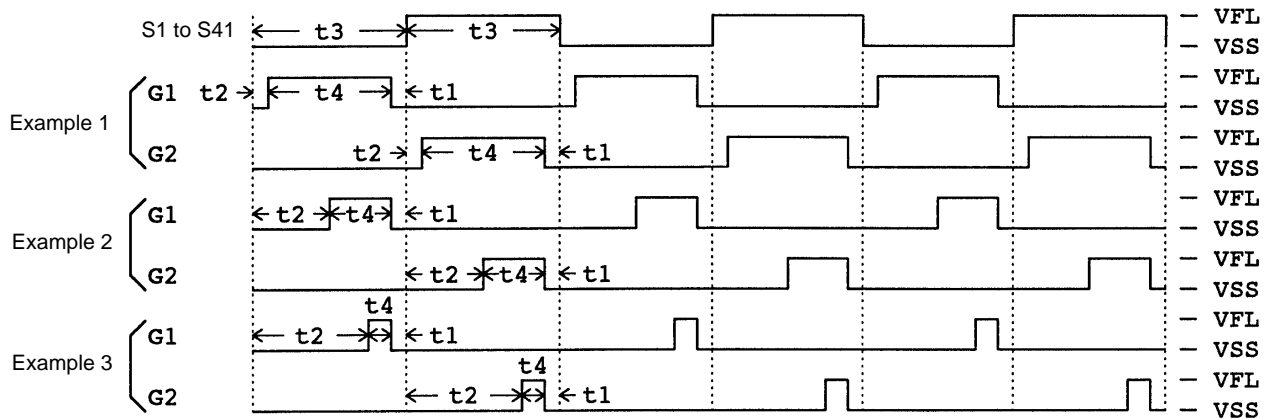 S1 to S41 t3 t3 VFL
VSS
Example 1
G1 t2 t4 t1 VFL
VSS
G2 t2 t4 t1 VFL
VSS
Example 2
G1 t2 t4 t1 VFL
VSS
G2 t2 t4 t1 VFL
VSS
Example 3
t4
G1 t2 t1 VFL
VSS
t4
G2 t2 t1 VFL
VSS